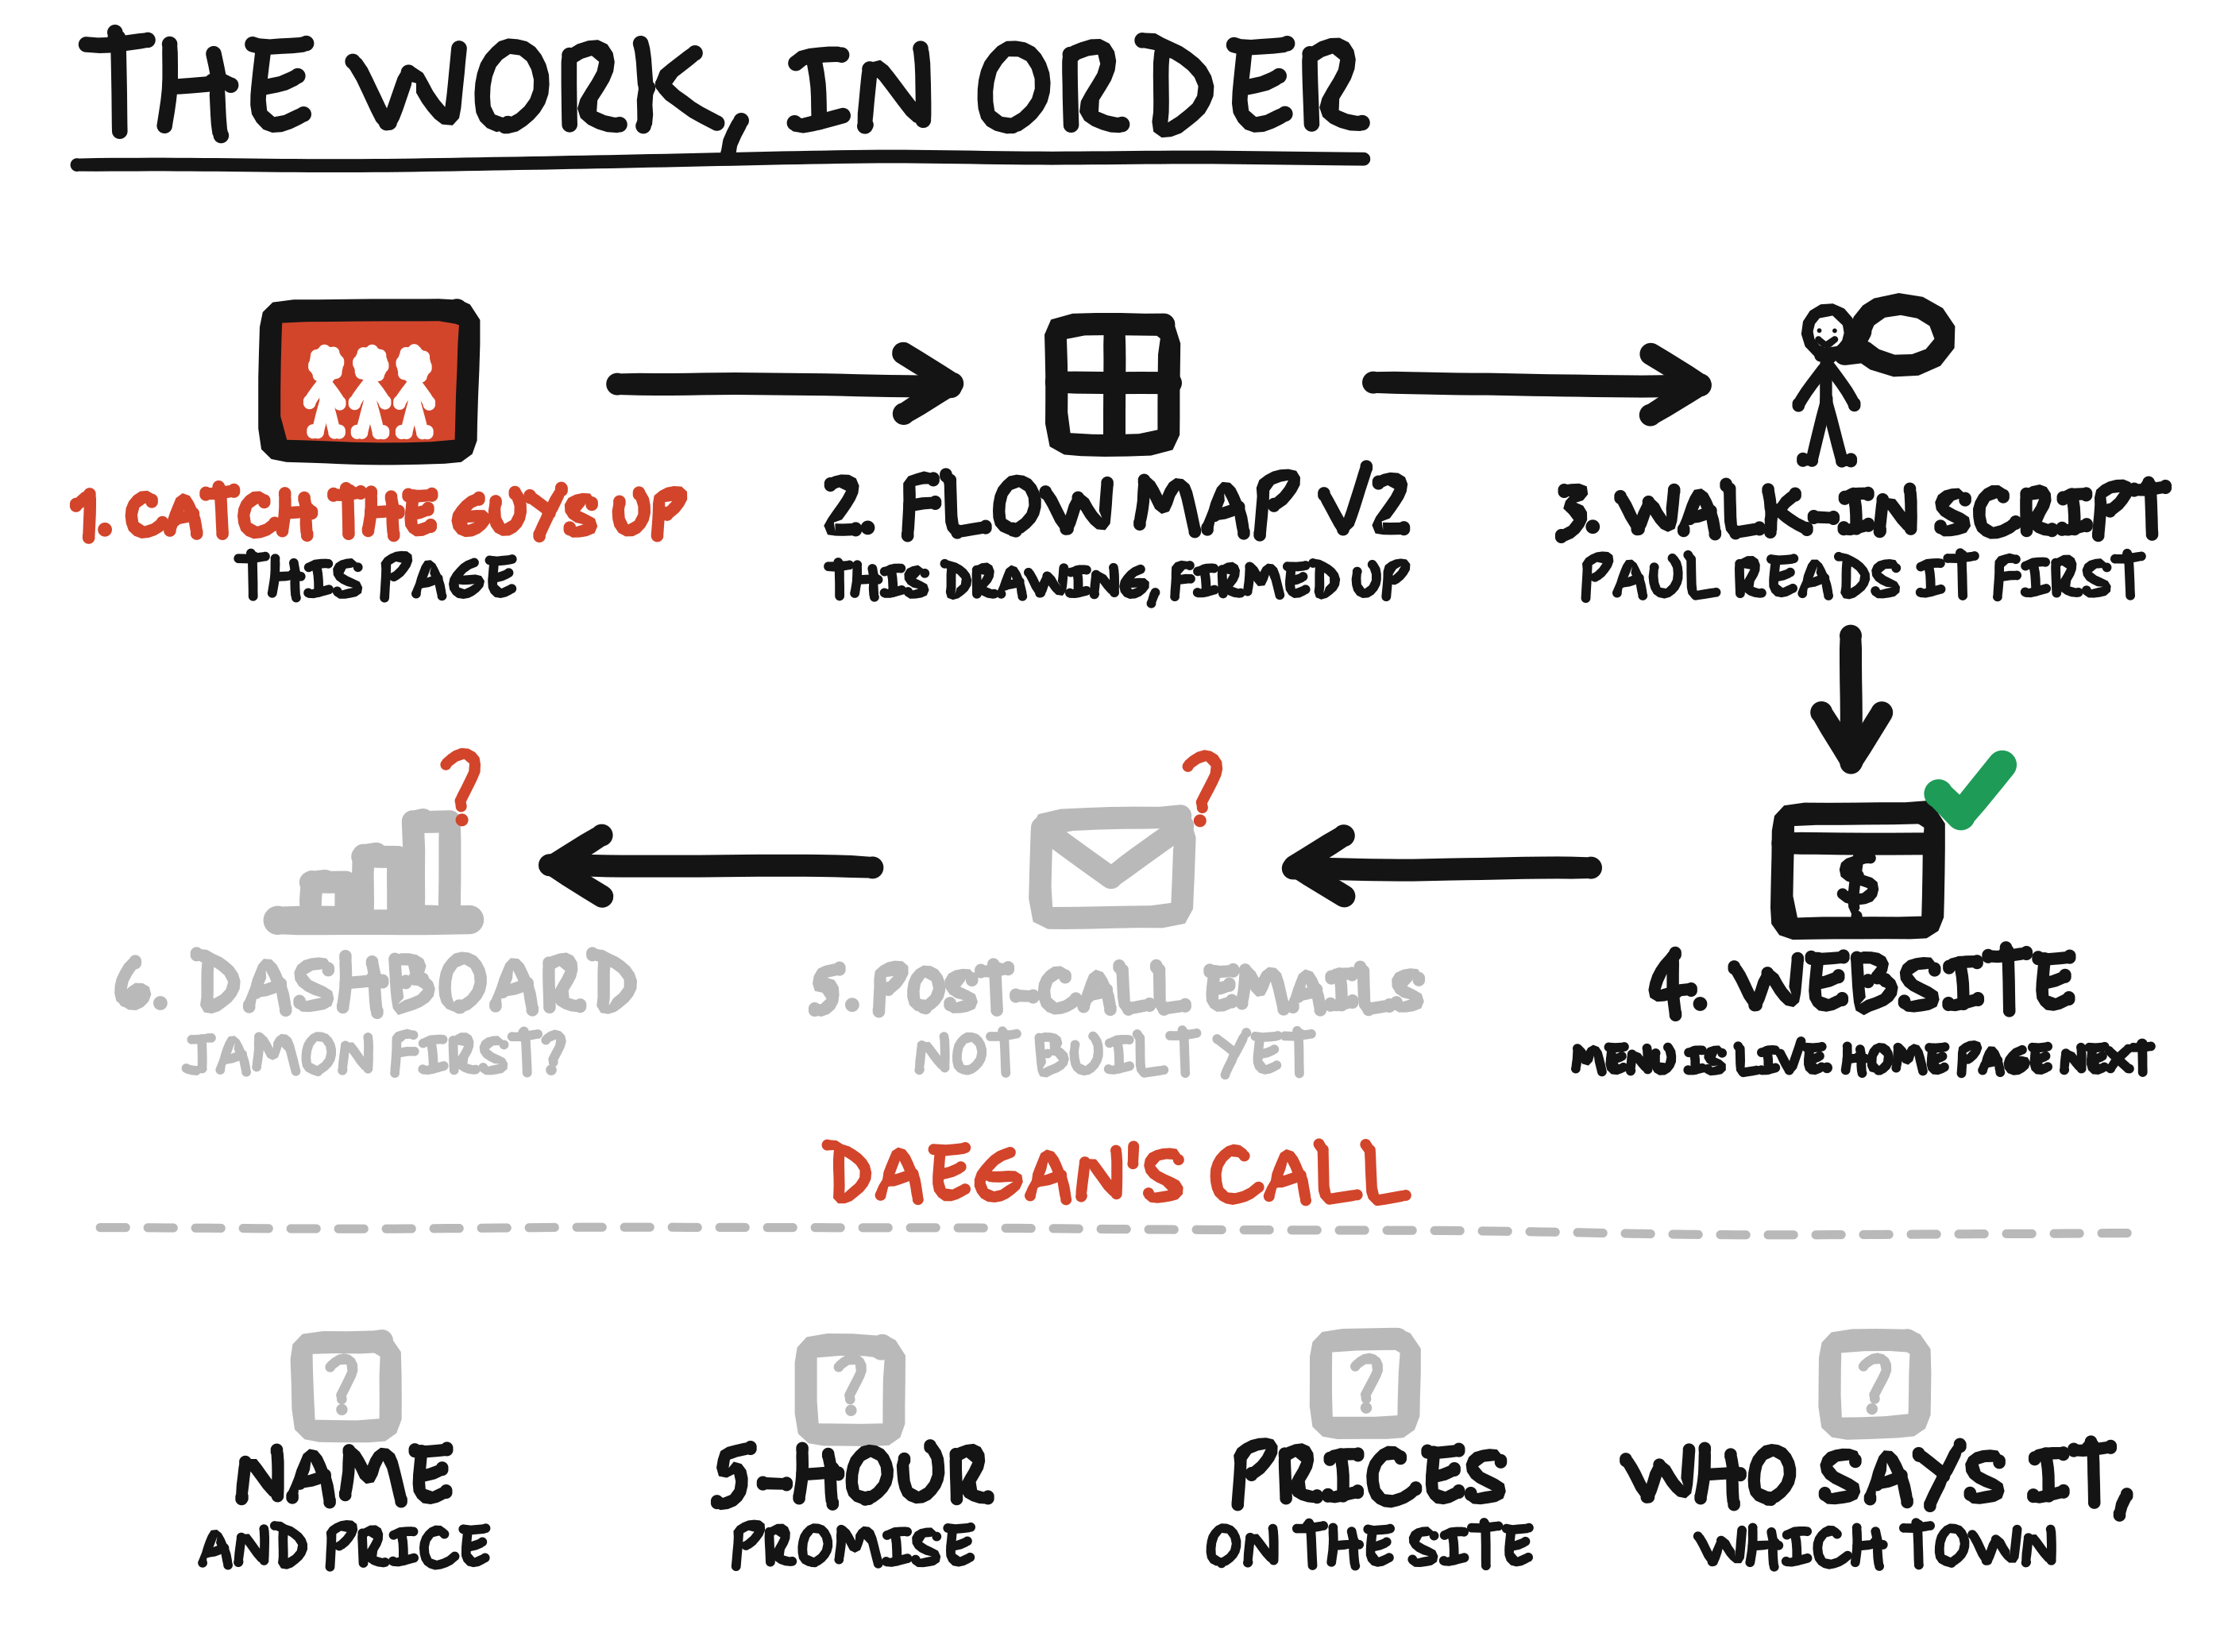 THE WORK, IN ORDER
1. CATCH THE GUYS UP
THIS PAGE
2. FLOW MAP V2
THIS DRAWING, FIRMED UP
3. WALK-IN SCRIPT
PAUL READS IT FIRST
?
6. DASHBOARD
JAMON FIRST?
?
5. POST-CALL EMAILS
NOT BUILT YET
$
4. WEBSITE
MENU IS LIVE HOME PAGE NEXT
DAEGAN'S CALL
?
NAME
AND PRICE
?
5-HOUR
PROMISE
?
PRICES
ON THE SITE
?
WHO SAYS IT,
WHICH TOWN